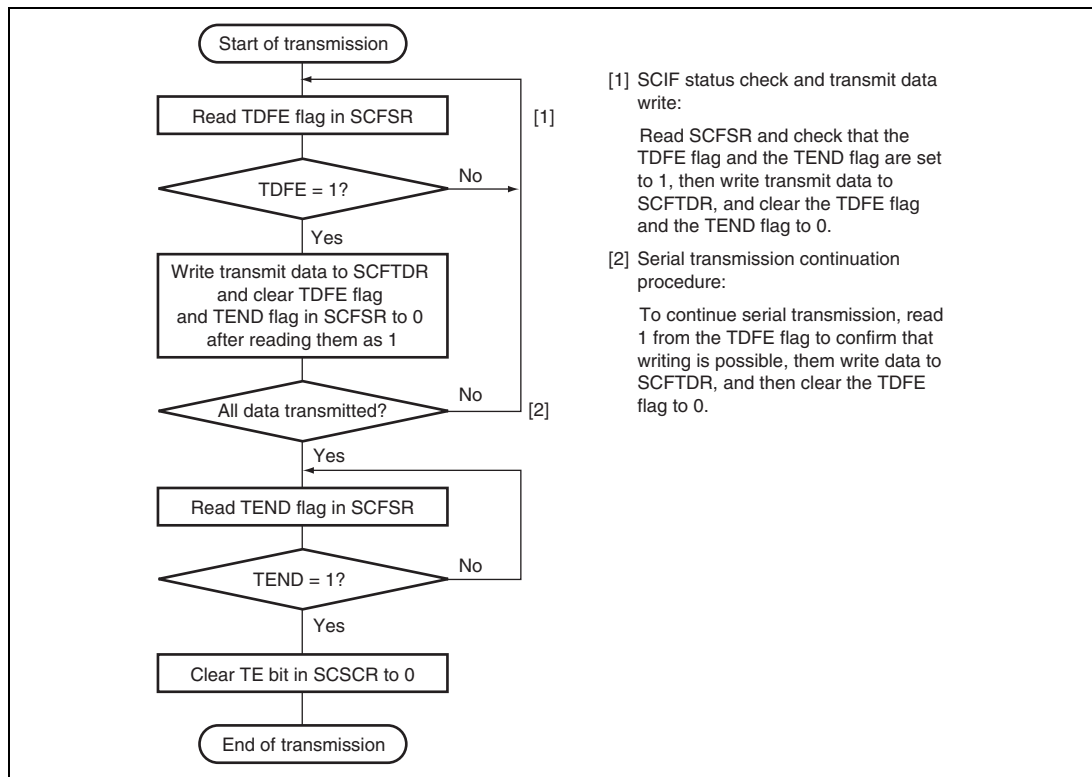 Start of transmission
Read TDFE flag in SCFSR
[1]
TDFE = 1?
No
Yes
Write transmit data to SCFTDR
and clear TDFE flag
and TEND flag in SCFSR to 0
after reading them as 1
All data transmitted?
No
[2]
Yes
Read TEND flag in SCFSR
TEND = 1?
No
Yes
Clear TE bit in SCSCR to 0
End of transmission
[1] SCIF status check and transmit data
write:
Read SCFSR and check that the
TDFE flag and the TEND flag are set
to 1, then write transmit data to
SCFTDR, and clear the TDFE flag
and the TEND flag to 0.
[2] Serial transmission continuation
procedure:
To continue serial transmission, read
1 from the TDFE flag to confirm that
writing is possible, them write data to
SCFTDR, and then clear the TDFE
flag to 0.